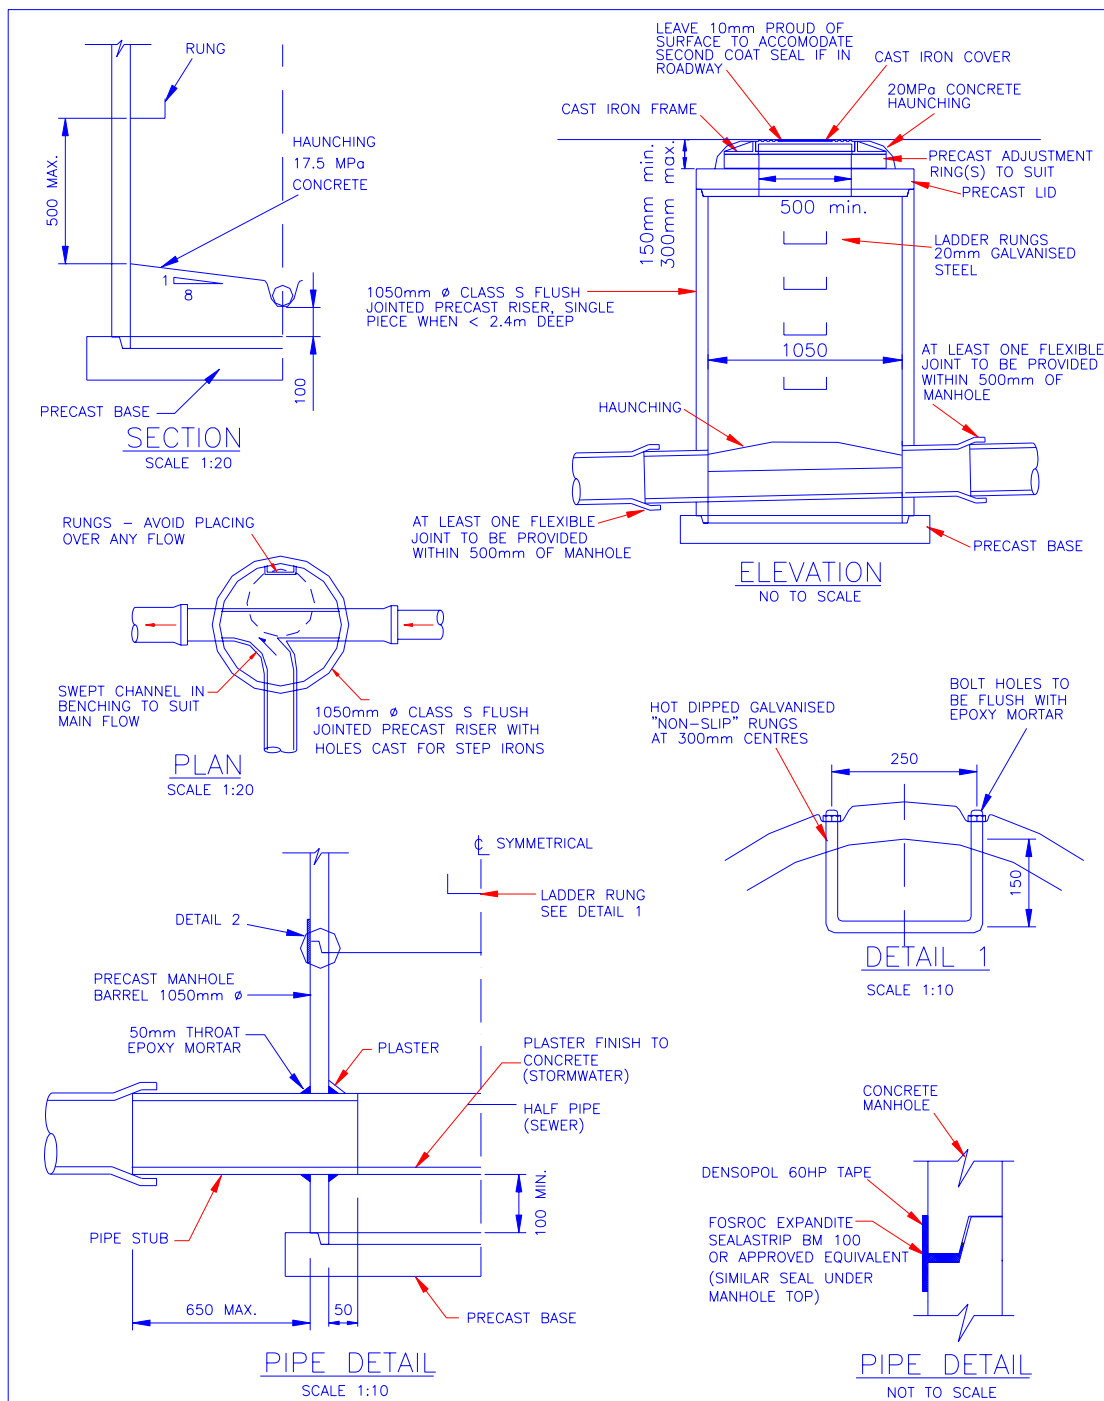 RUNG
500 MAX.
HAUNCHING
17.5 MPa
CONCRETE
1
8
100
PRECAST BASE
SECTION
SCALE 1:20
LEAVE 10mm PROUD OF
SURFACE TO ACCOMODATE
SECOND COAT SEAL IF IN
ROADWAY
CAST IRON COVER
CAST IRON FRAME
20MPa CONCRETE
HAUNCHING
PRECAST ADJUSTMENT
RING(S) TO SUIT
PRECAST LID
150mm min.
300mm max.
500 min.
LADDER RUNGS
20mm GALVANISED
STEEL
1050mm ø CLASS S FLUSH
JOINTED PRECAST RISER, SINGLE
PIECE WHEN < 2.4m DEEP
1050
AT LEAST ONE FLEXIBLE
JOINT TO BE PROVIDED
WITHIN 500mm OF
MANHOLE
HAUNCHING
AT LEAST ONE FLEXIBLE
JOINT TO BE PROVIDED
WITHIN 500mm OF MANHOLE
PRECAST BASE
ELEVATION
NO TO SCALE
RUNGS – AVOID PLACING
OVER ANY FLOW
SWEPT CHANNEL IN
BENCHING TO SUIT
MAIN FLOW
1050mm ø CLASS S FLUSH
JOINTED PRECAST RISER WITH
HOLES CAST FOR STEP IRONS
PLAN
SCALE 1:20
HOT DIPPED GALVANISED
"NON-SLIP" RUNGS
AT 300mm CENTRES
BOLT HOLES TO
BE FLUSH WITH
EPOXY MORTAR
250
150
DETAIL 1
SCALE 1:10
℄ SYMMETRICAL
LADDER RUNG
SEE DETAIL 1
DETAIL 2
PRECAST MANHOLE
BARREL 1050mm ø
50mm THROAT
EPOXY MORTAR
PLASTER
PLASTER FINISH TO
CONCRETE
(STORMWATER)
HALF PIPE
(SEWER)
PIPE STUB
100 MIN.
650 MAX.
50
PRECAST BASE
PIPE DETAIL
SCALE 1:10
CONCRETE
MANHOLE
DENSOPOL 60HP TAPE
FOSROC EXPANDITE
SEALASTRIP BM 100
OR APPROVED EQUIVALENT
(SIMILAR SEAL UNDER
MANHOLE TOP)
PIPE DETAIL
NOT TO SCALE